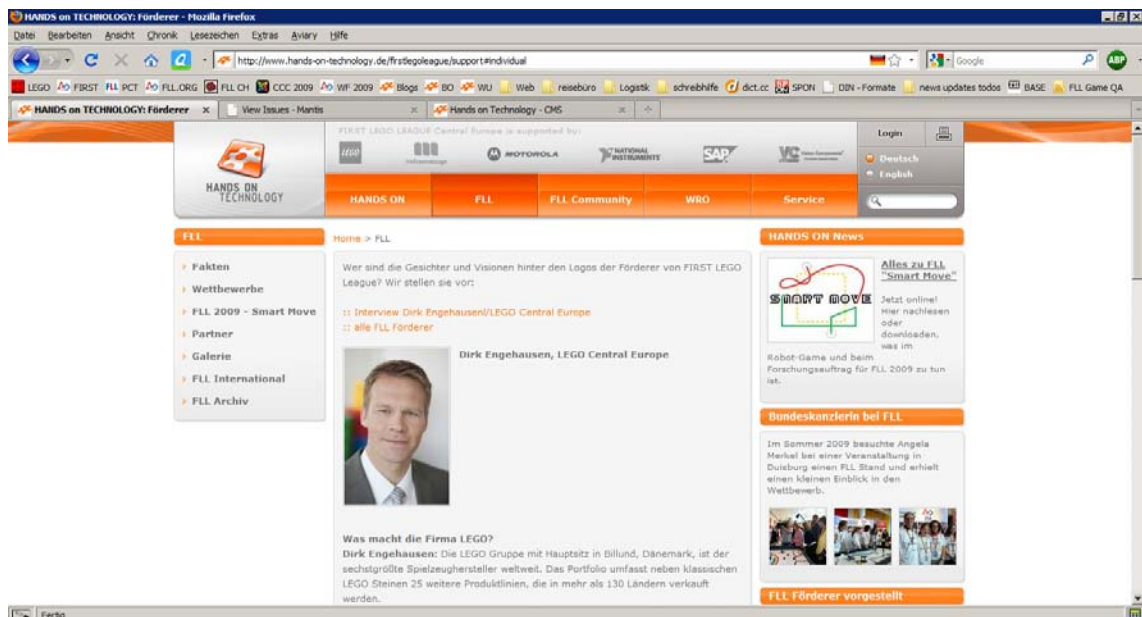 HANDS on TECHNOLOGY: Förderer - Mozilla Firefox
Datei Bearbeiten Ansicht Chronik Lesezeichen Extras Aviary Hilfe
http://www.hands-on-technology.de/firstlegoleague/support#individual
Google
ABP
LEGO FIRST FLL PCT FLL.ORG FLL CH CCC 2009 WF 2009 Blogs BO WU Web reisebüro Logistik schreibhilfe dict.cc SPON DIN - Formate news updates todos BASE FLL Game QA
HANDS on TECHNOLOGY: Förderer
View Issues - Mantis
Hands on Technology - CMS
FIRST LEGO LEAGUE Central Europe is supported by:
LEGO
MOTOROLA
NATIONAL INSTRUMENTS
SAP
VC
Login
Deutsch
English
HANDS ON
TECHNOLOGY
HANDS ON FLL FLL Community WRO Service
FLL
Fakten
Wettbewerbe
FLL 2009 - Smart Move
Partner
Galerie
FLL International
FLL Archiv
Home > FLL
Wer sind die Gesichter und Visionen hinter den Logos der Förderer von FIRST LEGO
League? Wir stellen sie vor:
:: Interview Dirk Engehausenl/LEGO Central Europe
:: alle FLL Förderer
Dirk Engehausen, LEGO Central Europe
Was macht die Firma LEGO?
Dirk Engehausen: Die LEGO Gruppe mit Hauptsitz in Billund, Dänemark, ist der
sechstgrößte Spielzeughersteller weltweit. Das Portfolio umfasst neben klassischen
LEGO Steinen 25 weitere Produktlinien, die in mehr als 130 Ländern verkauft
werden.
HANDS ON News
SMART MOVE
Alles zu FLL
"Smart Move"
Jetzt online!
Hier nachlesen
oder
downloaden,
was im
Robot-Game und beim
Forschungsauftrag für FLL 2009 zu tun
ist.
Bundeskanzlerin bei FLL
Im Sommer 2009 besuchte Angela
Merkel bei einer Veranstaltung in
Duisburg einen FLL Stand und erhielt
einen kleinen Einblick in den
Wettbewerb.
FLL Förderer vorgestellt
Fertig